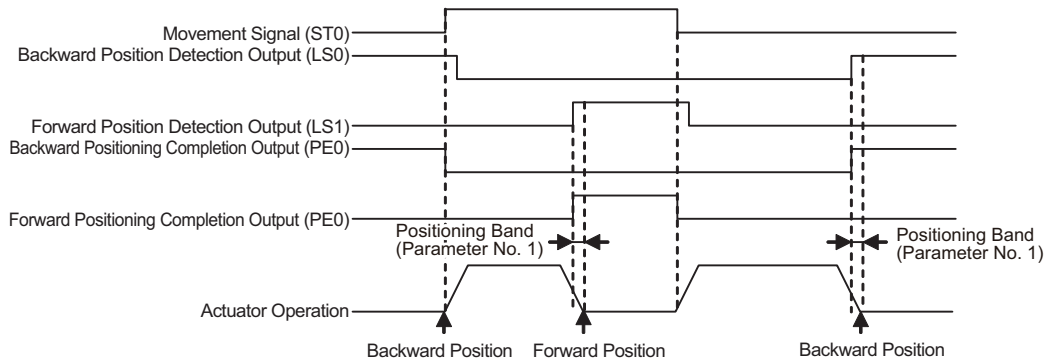 Movement Signal (ST0)
Backward Position Detection Output (LS0)
Forward Position Detection Output (LS1)
Backward Positioning Completion Output (PE0)
Forward Positioning Completion Output (PE0)
Positioning Band
(Parameter No. 1)
Positioning Band
(Parameter No. 1)
Actuator Operation
Backward Position
Forward Position
Backward Position